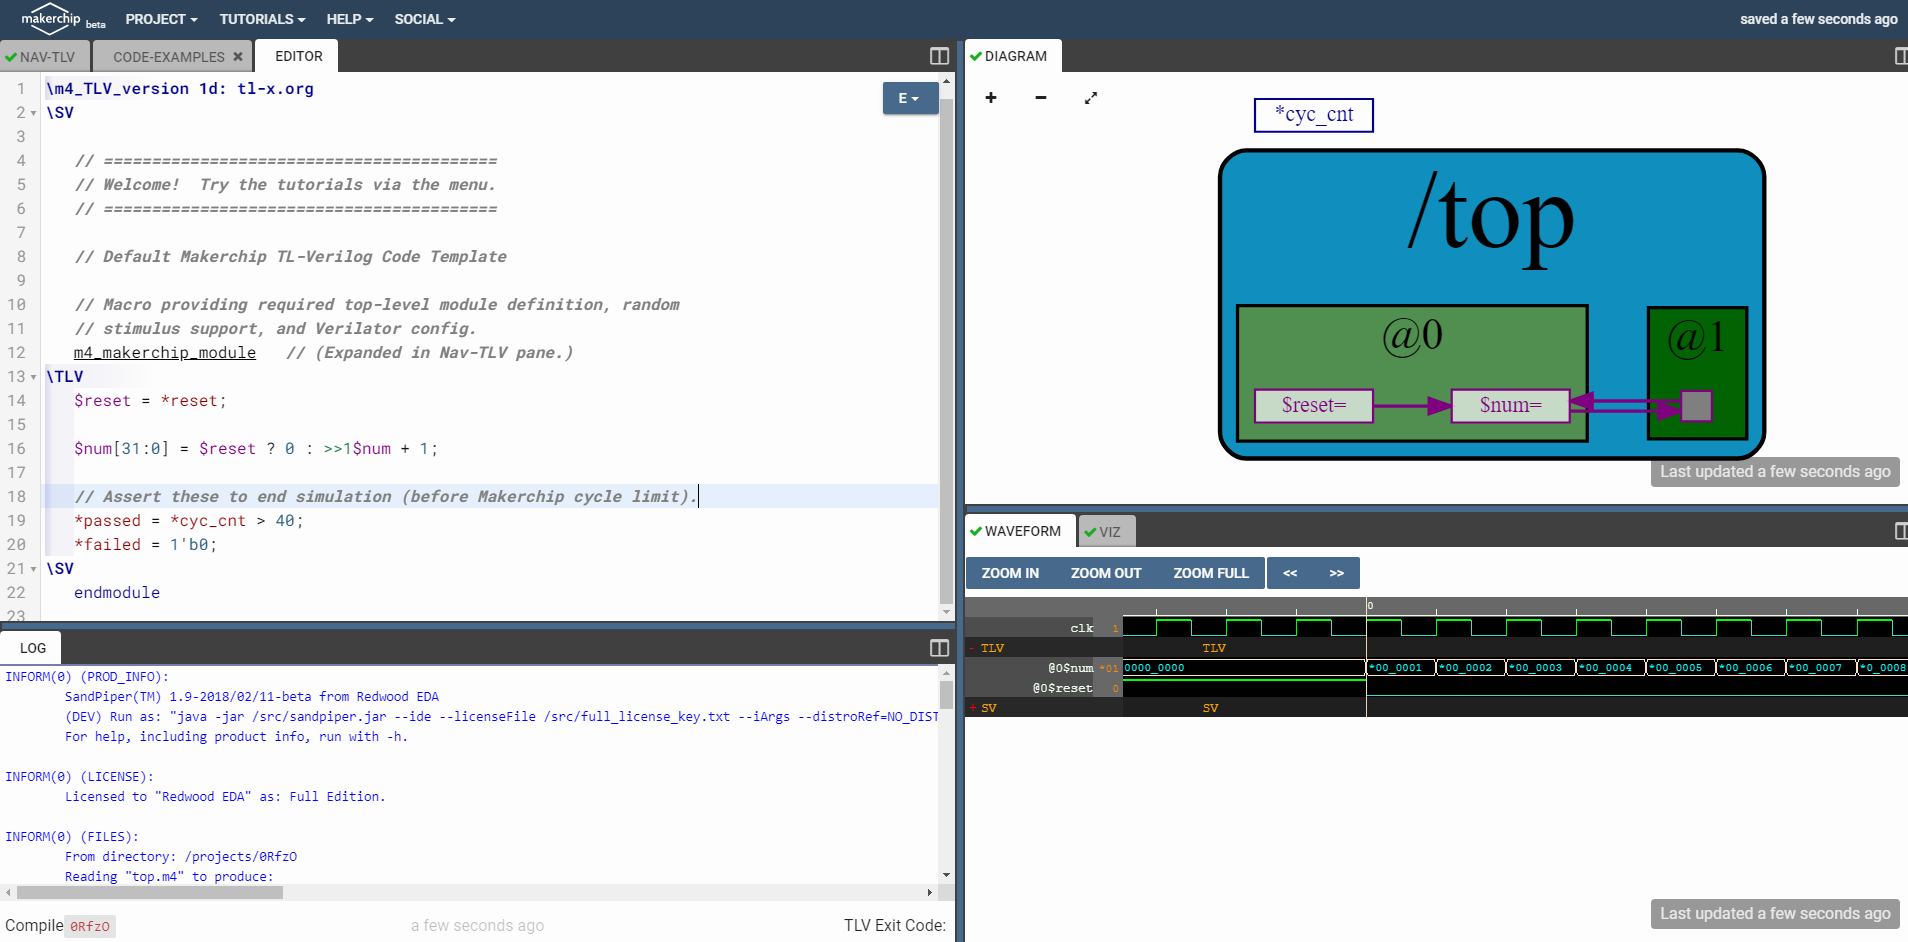 makerchip beta PROJECT TUTORIALS HELP SOCIAL saved a few seconds ago
NAV-TLV CODE-EXAMPLES EDITOR
1 \m4_TLV_version 1d: tl-x.org
2 \SV
3
4 // =========================================
5 // Welcome!  Try the tutorials via the menu.
6 // =========================================
7
8 // Default Makerchip TL-Verilog Code Template
9
10 // Macro providing required top-level module definition, random
11 // stimulus support, and Verilator config.
12 m4_makerchip_module   // (Expanded in Nav-TLV pane.)
13 \TLV
14 $reset = *reset;
15
16 $num[31:0] = $reset ? 0 : >>1$num + 1;
17
18 // Assert these to end simulation (before Makerchip cycle limit).
19 *passed = *cyc_cnt > 40;
20 *failed = 1'b0;
21 \SV
22 endmodule
23
E
LOG
INFORM(0) (PROD_INFO):
SandPiper(TM) 1.9-2018/02/11-beta from Redwood EDA
(DEV) Run as: "java -jar /src/sandpiper.jar --ide --licenseFile /src/full_license_key.txt --iArgs --distroRef=NO_DIST
For help, including product info, run with -h.
INFORM(0) (LICENSE):
Licensed to "Redwood EDA" as: Full Edition.
INFORM(0) (FILES):
From directory: /projects/0RfzO
Reading "top.m4" to produce:
Compile 0RfzO a few seconds ago TLV Exit Code:
DIAGRAM
+ −
*cyc_cnt
/top
@0 @1
$reset= $num=
Last updated a few seconds ago
WAVEFORM VIZ
ZOOM IN ZOOM OUT ZOOM FULL << >>
0
clk 1
- TLV TLV
@0$num *01 0000_0000 *00_0001 *00_0002 *00_0003 *00_0004 *00_0005 *00_0006 *00_0007 *0_0008
@0$reset 0
+ SV SV
Last updated a few seconds ago